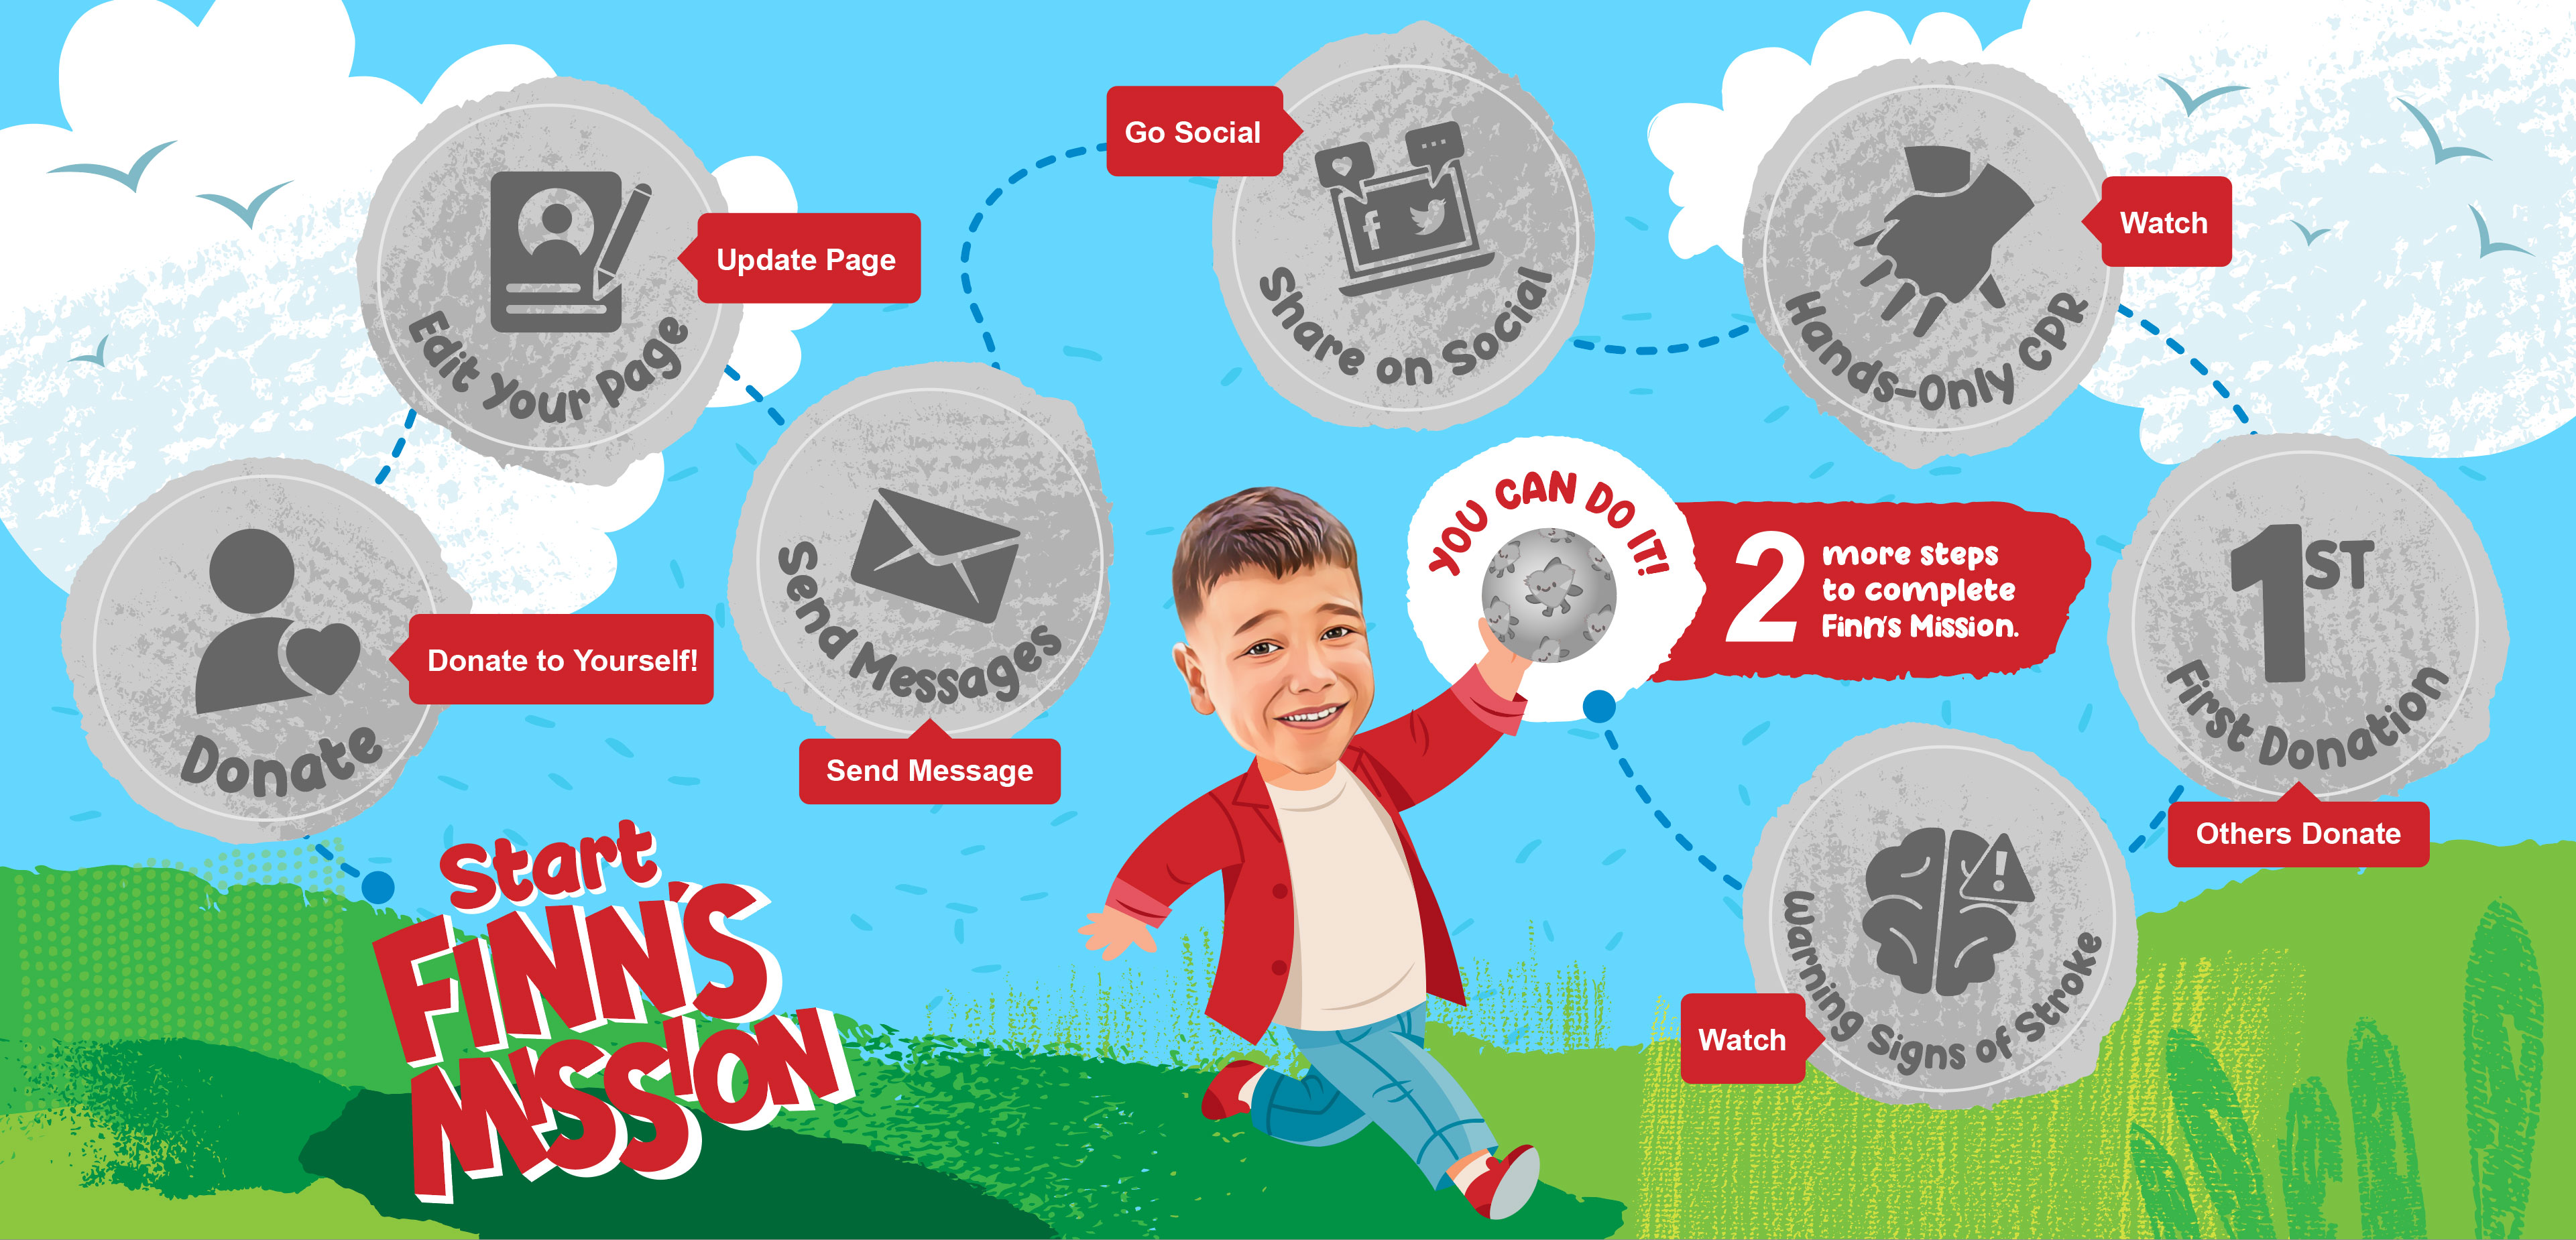 Go Social
Share on Social
Hands-Only CPR
Watch
Edit Your Page
Update Page
Send Messages
Send Message
Donate
Donate to Yourself!
YOU CAN DO IT!
2
more steps
to complete
Finn's Mission.
1ST
First Donation
Others Donate
Warning Signs of Stroke
Watch
Start
FINN'S
MISSION